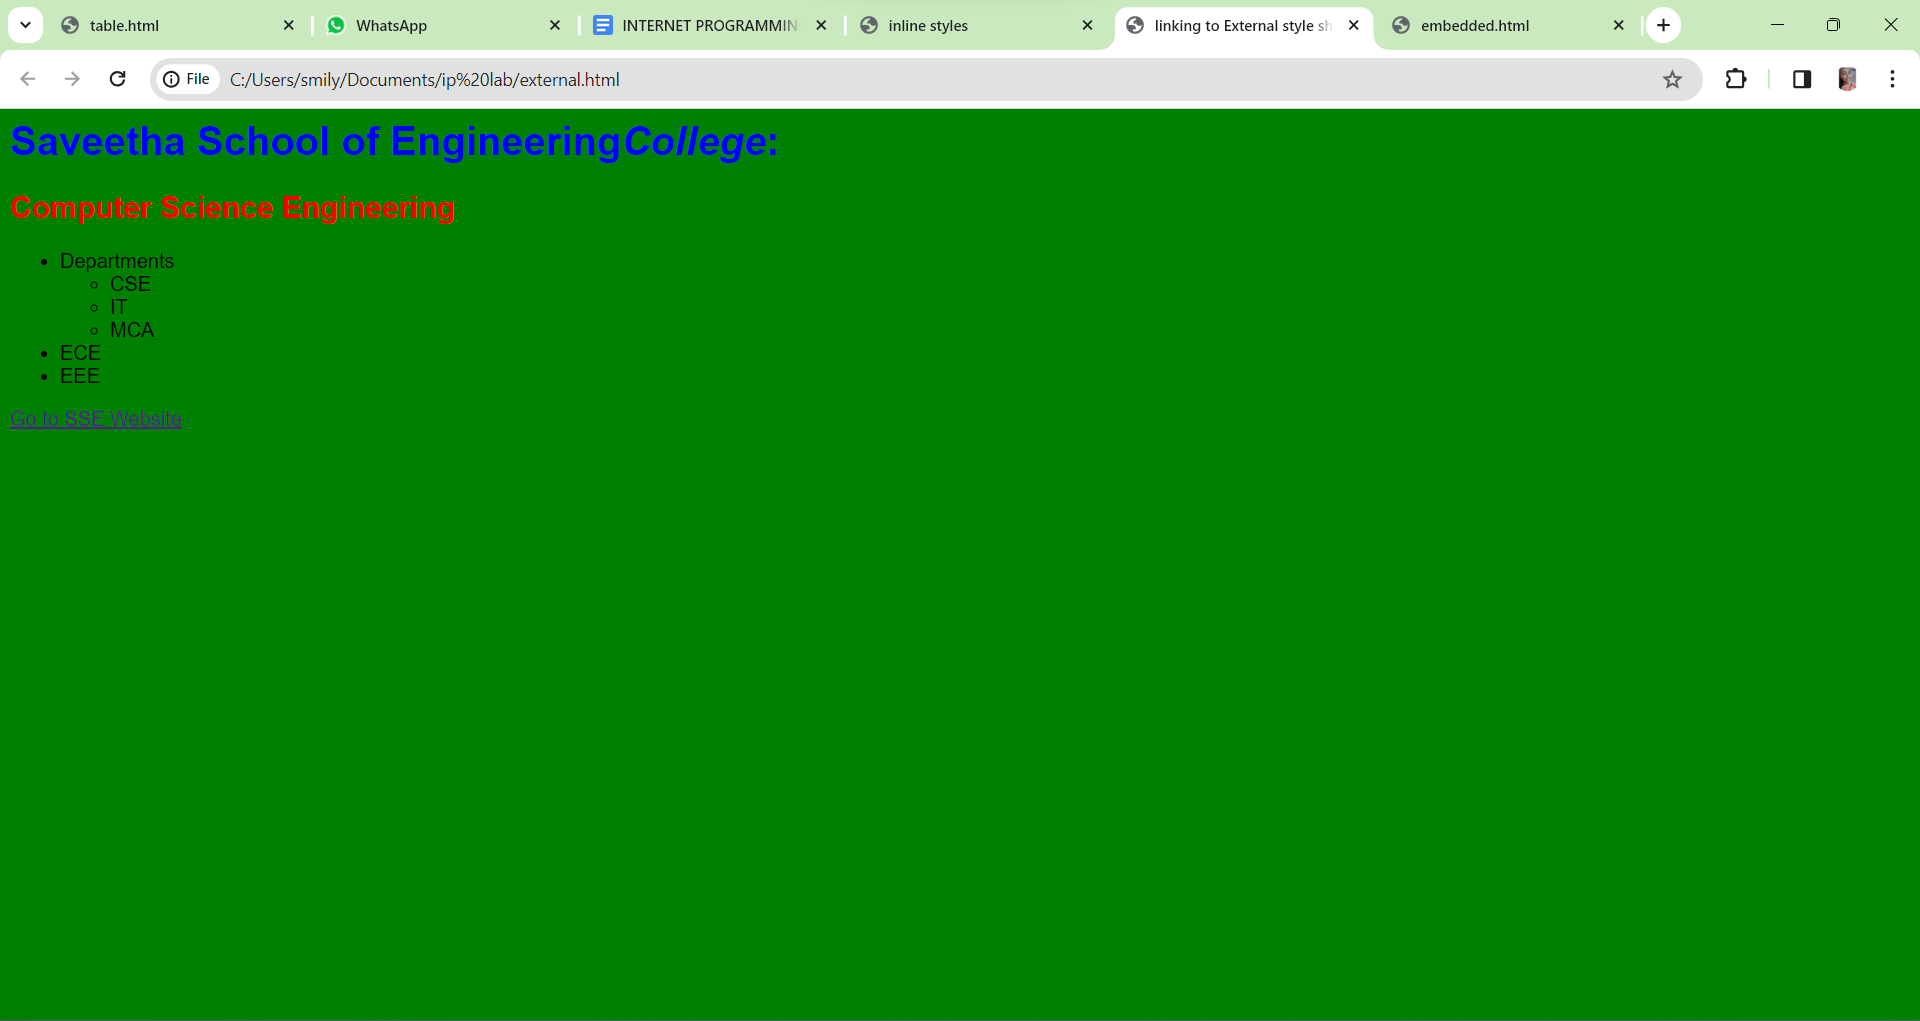 table.html WhatsApp INTERNET PROGRAMMIN inline styles linking to External style sh embedded.html
File C:/Users/smily/Documents/ip%20lab/external.html
Saveetha School of EngineeringCollege:
Computer Science Engineering
Departments
CSE
IT
MCA
ECE
EEE
Go to SSE Website